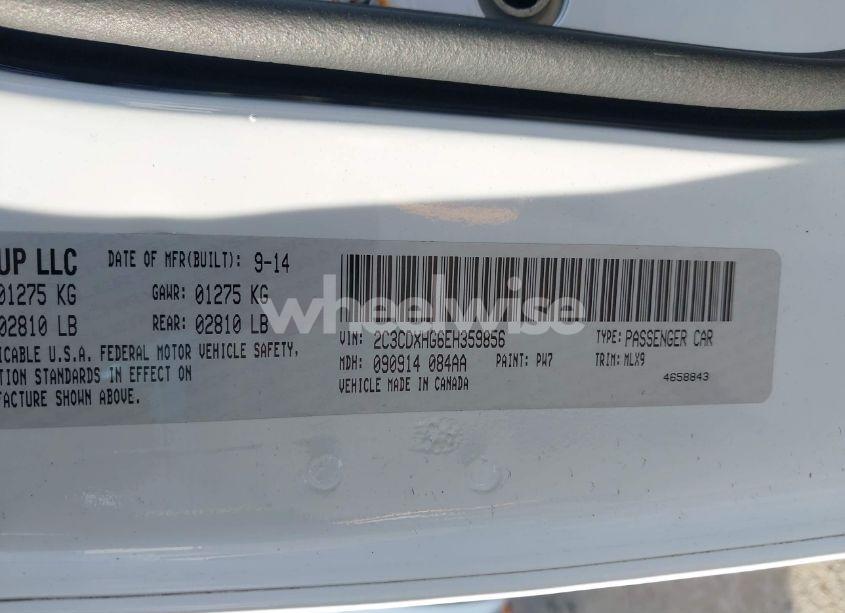 UP LLC
DATE OF MFR(BUILT): 9-14
01275 KG
GAWR: 01275 KG
02810 LB
REAR: 02810 LB
ICABLE U.S.A. FEDERAL MOTOR VEHICLE SAFETY,
TION STANDARDS IN EFFECT ON
FACTURE SHOWN ABOVE.
VIN: 2C3CDXHG6EH359856
TYPE: PASSENGER CAR
MDH: 090914 084AA
PAINT: PW7
TRIM: MLX9
VEHICLE MADE IN CANADA
4658843
wheelwise